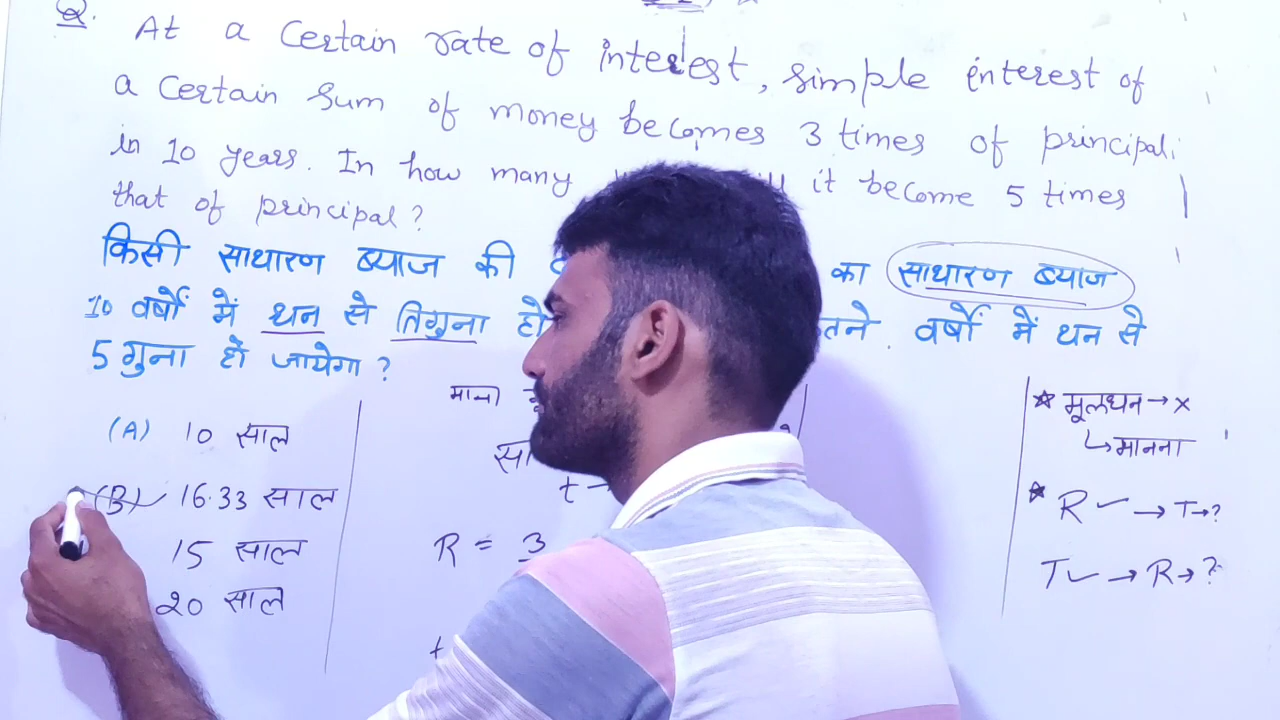 Q. At a Certain rate of interest, simple interest of
a Certain sum of money becomes 3 times of principal
in 10 years. In how many it become 5 times
that of principal?
किसी साधारण ब्याज की का साधारण ब्याज
10 वर्षों में धन से तिगुना हो वर्षों में धन से
5 गुना हो जायेगा ?
(A) 10 साल
(B) 16.33 साल
15 साल
20 साल
माना
सा
t →
R = 3
t
* मूलधन → x
↳ मानना
* R ✓ → T → ?
T ✓ → R → ?